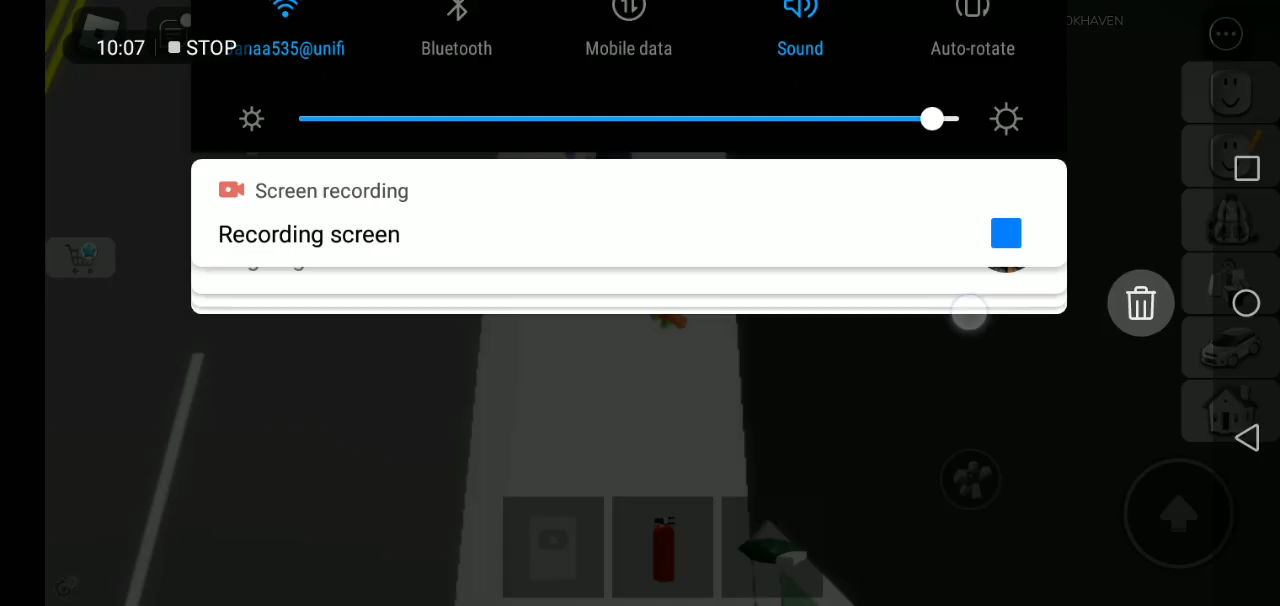 OKHAVEN
10:07 STOP
anaa535@unifi
Bluetooth
Mobile data
Sound
Auto-rotate
Screen recording
Recording screen